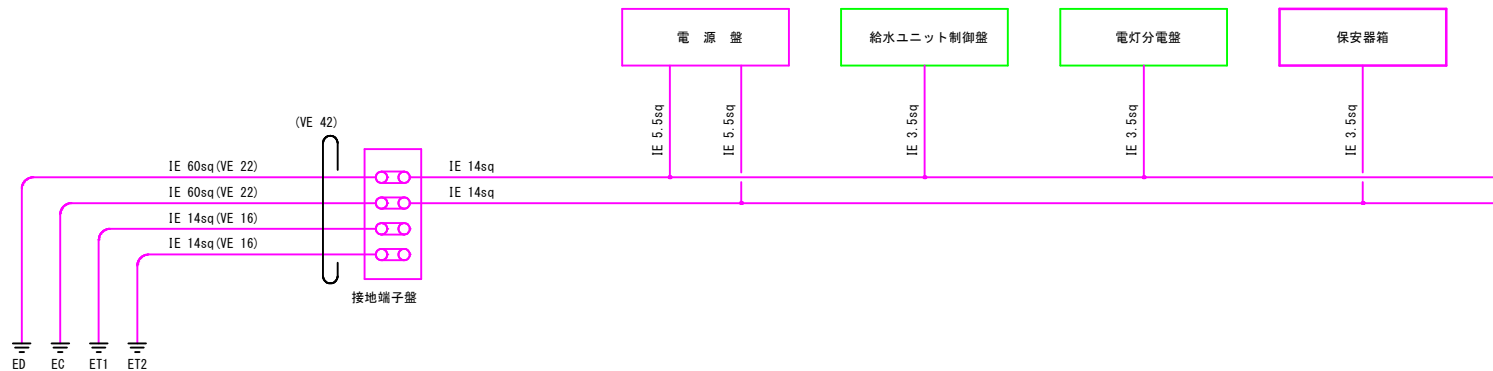 電 源 盤
給水ユニット制御盤
電灯分電盤
保安器箱
IE 5.5sq
IE 5.5sq
IE 3.5sq
IE 3.5sq
IE 3.5sq
(VE 42)
IE 60sq(VE 22)
IE 14sq
IE 60sq(VE 22)
IE 14sq
IE 14sq(VE 16)
IE 14sq(VE 16)
接地端子盤
ED
EC
ET1
ET2